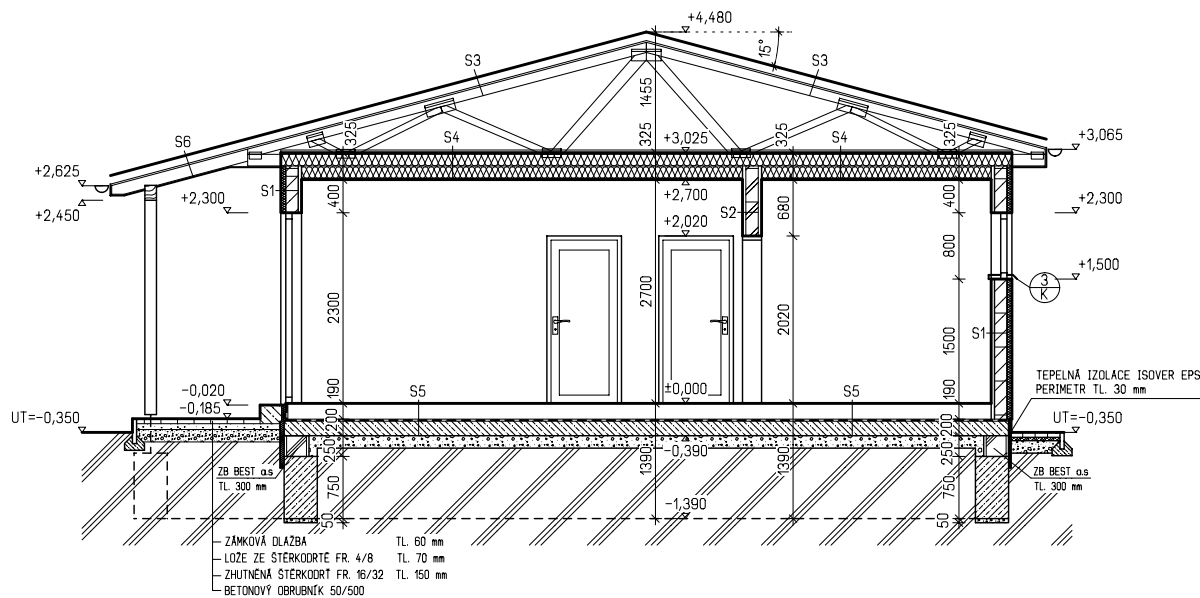 +4,480
15°
S3
S3
1455
S6
325
325
325
S4
S4
+3,025
+3,065
+2,625
+2,450
S1
400
+2,300
+2,700
S2
680
400
+2,300
+2,020
800
+1,500
3
K
2300
2700
2020
1500
S1
TEPELNÁ IZOLACE ISOVER EPS
PERIMETR TL. 30 mm
-0,020
-0,185
190
S5
±0,000
S5
190
UT=-0,350
UT=-0,350
200
200
250
-0,390
250
1390
1390
ZB BEST a.s
TL. 300 mm
ZB BEST a.s
TL. 300 mm
750
750
-1,390
50
50
ZÁMKOVÁ DLAŽBA TL. 60 mm
LOŽE ZE ŠTĚRKODRTĚ FR. 4/8 TL. 70 mm
ZHUTNĚNÁ ŠTĚRKODRŤ FR. 16/32 TL. 150 mm
BETONOVÝ OBRUBNÍK 50/500